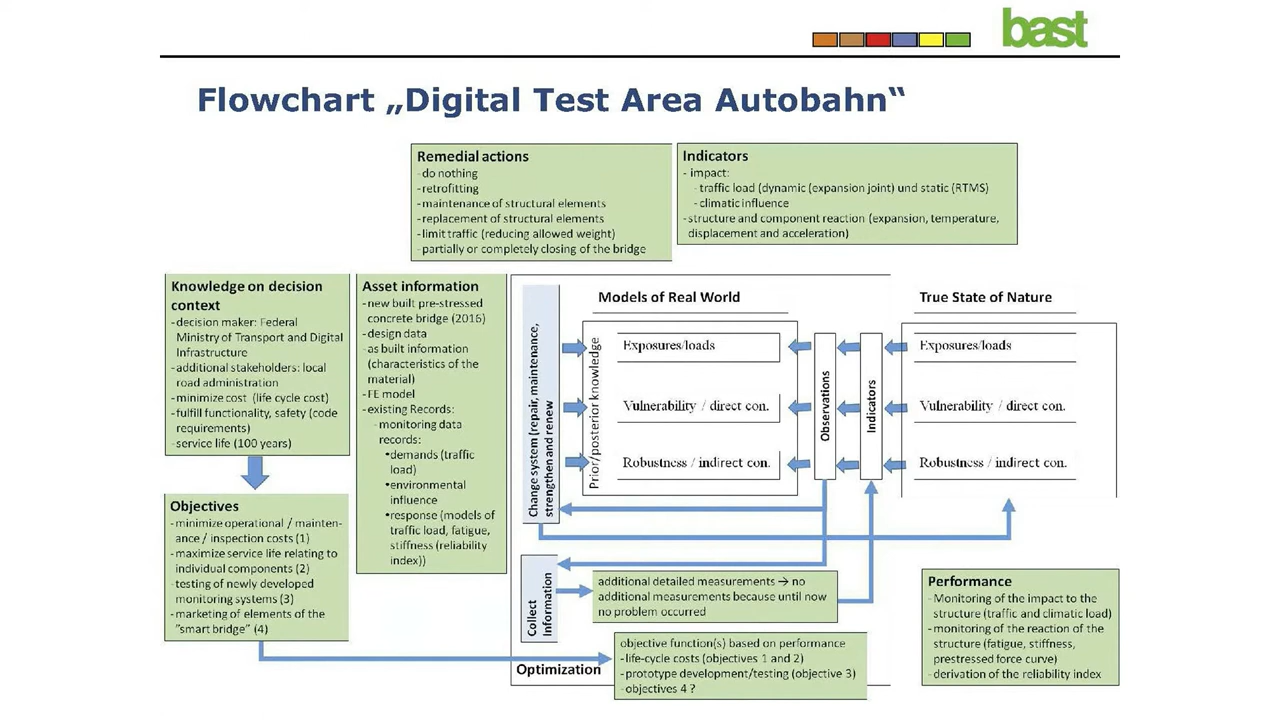 bast
Flowchart „Digital Test Area Autobahn“
Remedial actions
- do nothing
- retrofitting
- maintenance of structural elements
- replacement of structural elements
- limit traffic (reducing allowed weight)
- partially or completely closing of the bridge
Indicators
- impact:
- traffic load (dynamic (expansion joint) und static (RTMS)
- climatic influence
- structure and component reaction (expansion, temperature,
displacement and acceleration)
Knowledge on decision
context
- decision maker: Federal
Ministry of Transport and Digital
Infrastructure
- additional stakeholders: local
road administration
- minimize cost (life cycle cost)
- fulfill functionality, safety (code
requirements)
- service life (100 years)
Objectives
- minimize operational / mainten-
ance / inspection costs (1)
- maximize service life relating to
individual components (2)
- testing of newly developed
monitoring systems (3)
- marketing of elements of the
"smart bridge" (4)
Asset information
- new built pre-stressed
concrete bridge (2016)
- design data
- as built information
(characteristics of the
material)
- FE model
- existing Records:
- monitoring data
records:
•demands (traffic
load)
•environmental
influence
•response (models of
traffic load, fatigue,
stiffness (reliability
index))
Change system (repair, maintenance,
strengthen and renew
Models of Real World
Prior/posterior knowledge
Exposures/loads
Vulnerability / direct con.
Robustness / indirect con.
Observations
Indicators
True State of Nature
Exposures/loads
Vulnerability / direct con.
Robustness / indirect con.
Collect
Information
additional detailed measurements → no
additional measurements because until now
no problem occurred
Optimization
objective function(s) based on performance
- life-cycle costs (objectives 1 and 2)
- prototype development/testing (objective 3)
- objectives 4 ?
Performance
- Monitoring of the impact to the
structure (traffic and climatic load)
- monitoring of the reaction of the
structure (fatigue, stiffness,
prestressed force curve)
- derivation of the reliability index